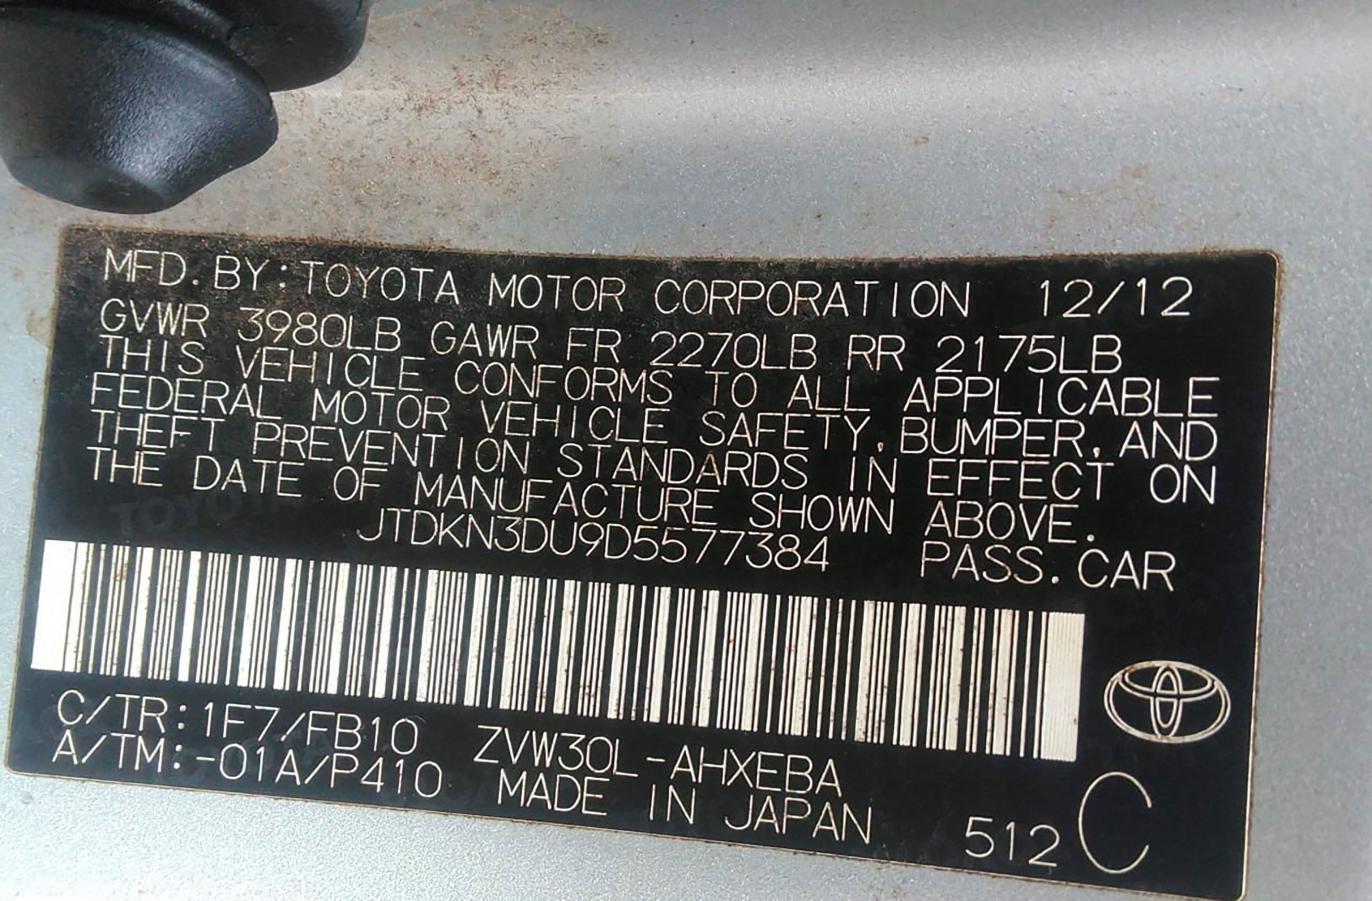 MFD. BY: TOYOTA MOTOR CORPORATION 12/12
GVWR 3980LB GAWR FR 2270LB RR 2175LB
THIS VEHICLE CONFORMS TO ALL APPLICABLE
FEDERAL MOTOR VEHICLE SAFETY, BUMPER, AND
THEFT PREVENTION STANDARDS IN EFFECT ON
THE DATE OF MANUFACTURE SHOWN ABOVE.
JTDKN3DU9D5577384 PASS. CAR
C/TR: 1F7/FB10 ZVW30L-AHXEBA
A/TM: -01A/P410 MADE IN JAPAN
512 C